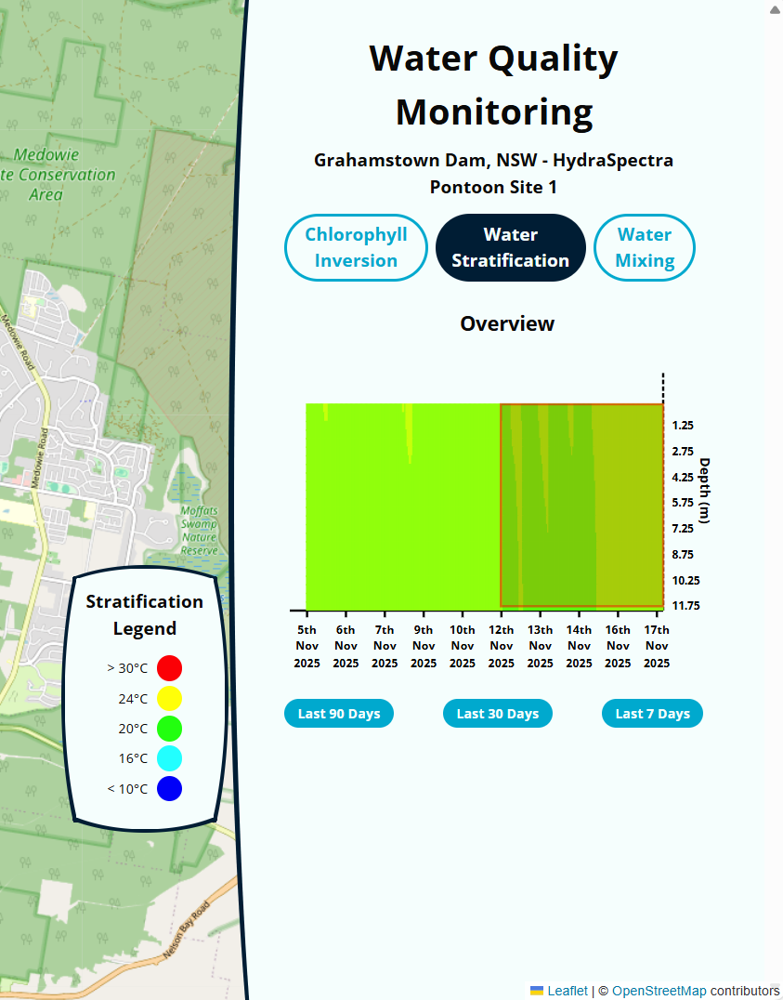 Medowie
te Conservation
Area
Medowie Road
Medowie Road
Moffats
Swamp
Nature
Reserve
Nelson Bay Road
Stratification
Legend
> 30°C
24°C
20°C
16°C
< 10°C
Water Quality
Monitoring
Grahamstown Dam, NSW - HydraSpectra
Pontoon Site 1
Chlorophyll
Inversion
Water
Stratification
Water
Mixing
Overview
1.25
2.75
4.25
5.75
7.25
8.75
10.25
11.75
Depth (m)
5th
Nov
2025
6th
Nov
2025
7th
Nov
2025
9th
Nov
2025
10th
Nov
2025
12th
Nov
2025
13th
Nov
2025
14th
Nov
2025
16th
Nov
2025
17th
Nov
2025
Last 90 Days
Last 30 Days
Last 7 Days
Leaflet | © OpenStreetMap contributors